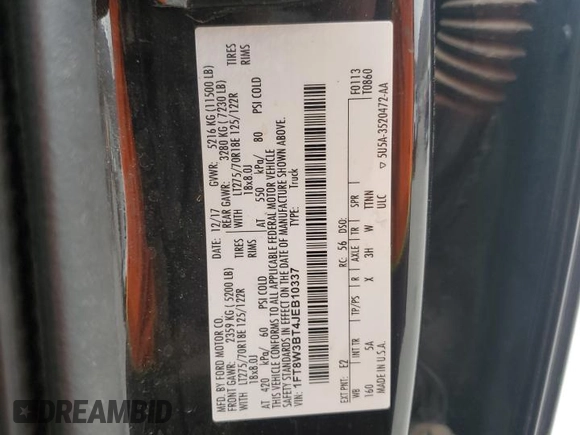 MFD. BY FORD MOTOR CO.
DATE: 12/17 GVWR: 5216 KG (11500 LB)
FRONT GAWR: 2359 KG (5200 LB) REAR GAWR: 3280 KG (7230 LB)
WITH LT275/70R18E 125/122R TIRES
WITH LT275/70R18E 125/122R TIRES
18x8.0J RIMS
18x8.0J RIMS
AT 420 kPa/ 60 PSI COLD AT 550 kPa/ 80 PSI COLD
THIS VEHICLE CONFORMS TO ALL APPLICABLE FEDERAL MOTOR VEHICLE
SAFETY STANDARDS IN EFFECT ON THE DATE OF MANUFACTURE SHOWN ABOVE.
VIN: 1FT8W3BT4JEB10337 TYPE: Truck
F0113
T0860
EXT PNT: E2 RC: 56 DSO:
WB INT TR TP/PS R AXLE TR SPR
160 5A X 3H W TTNN
MADE IN U.S.A. ULC
▽ 5U5A-3520472-AA
DREAMBID